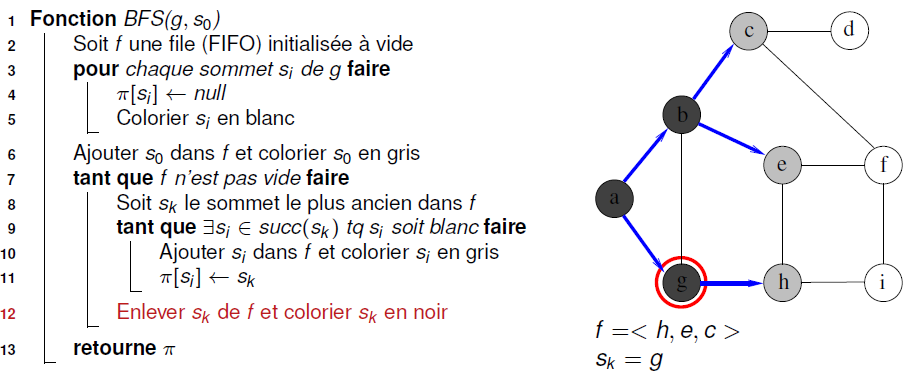 1 Fonction BFS(g, s₀)
2 Soit f une file (FIFO) initialisée à vide
3 pour chaque sommet sᵢ de g faire
4 π[sᵢ] ← null
5 Colorier sᵢ en blanc
6 Ajouter s₀ dans f et colorier s₀ en gris
7 tant que f n'est pas vide faire
8 Soit sₖ le sommet le plus ancien dans f
9 tant que ∃sᵢ ∈ succ(sₖ) tq sᵢ soit blanc faire
10 Ajouter sᵢ dans f et colorier sᵢ en gris
11 π[sᵢ] ← sₖ
12 Enlever sₖ de f et colorier sₖ en noir
13 retourne π
c d
b
e f
a
g h i
f =< h, e, c >
sₖ = g